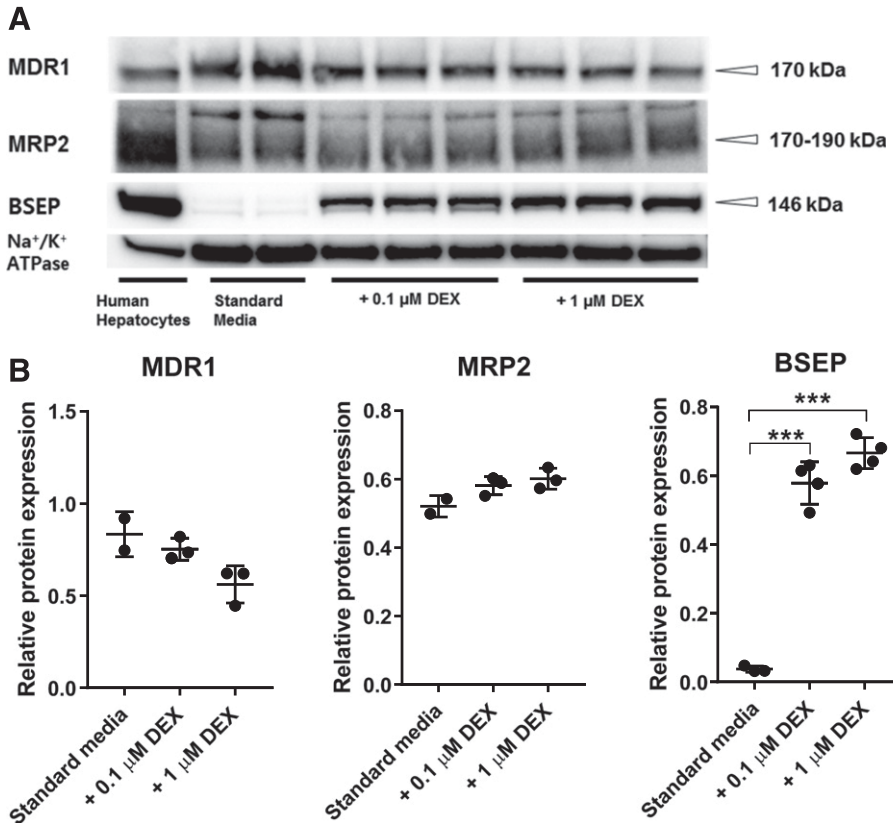 A
MDR1
170 kDa
MRP2
170-190 kDa
BSEP
146 kDa
Na⁺/K⁺
ATPase
Human
Hepatocytes
Standard
Media
+ 0.1 µM DEX
+ 1 µM DEX
B
MDR1
Relative protein expression
1.5
1.0
0.5
0.0
Standard media
+ 0.1 µM DEX
+ 1 µM DEX
MRP2
Relative protein expression
0.8
0.6
0.4
0.2
0.0
Standard media
+ 0.1 µM DEX
+ 1 µM DEX
BSEP
Relative protein expression
0.8
0.6
0.4
0.2
0.0
***
***
Standard media
+ 0.1 µM DEX
+ 1 µM DEX